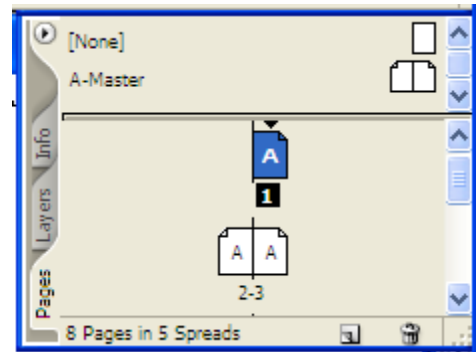 [None]
A-Master
Info
Layers
Pages
A
1
A A
2-3
8 Pages in 5 Spreads